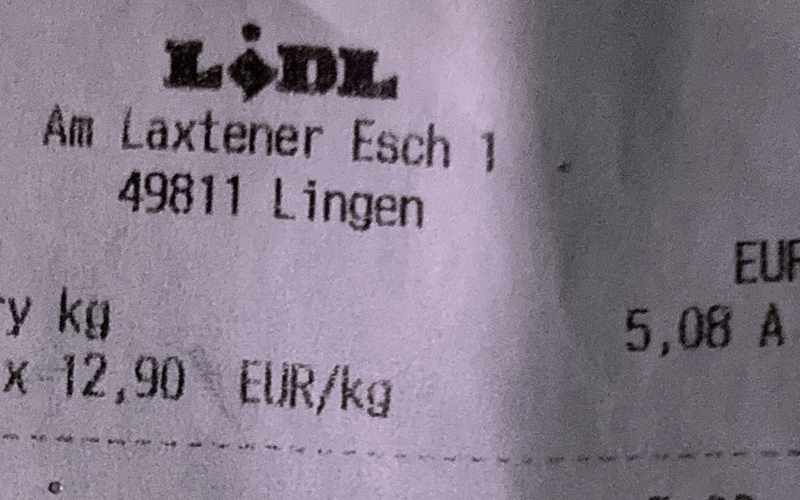 LIDL
Am Laxtener Esch 1
49811 Lingen
EUR
y kg 5,08 A
x 12,90 EUR/kg